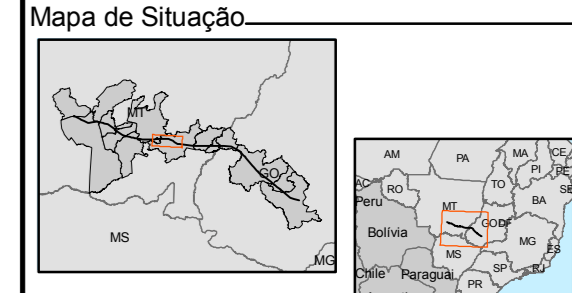 Mapa de Situação
MT
GO
MS
MG
AM
PA
MA
CE
PI
PE
AC
RO
TO
SE
Peru
MT
BA
Bolívia
GO
DF
MG
ES
MS
SP
RJ
Chile
Paraguai
PR